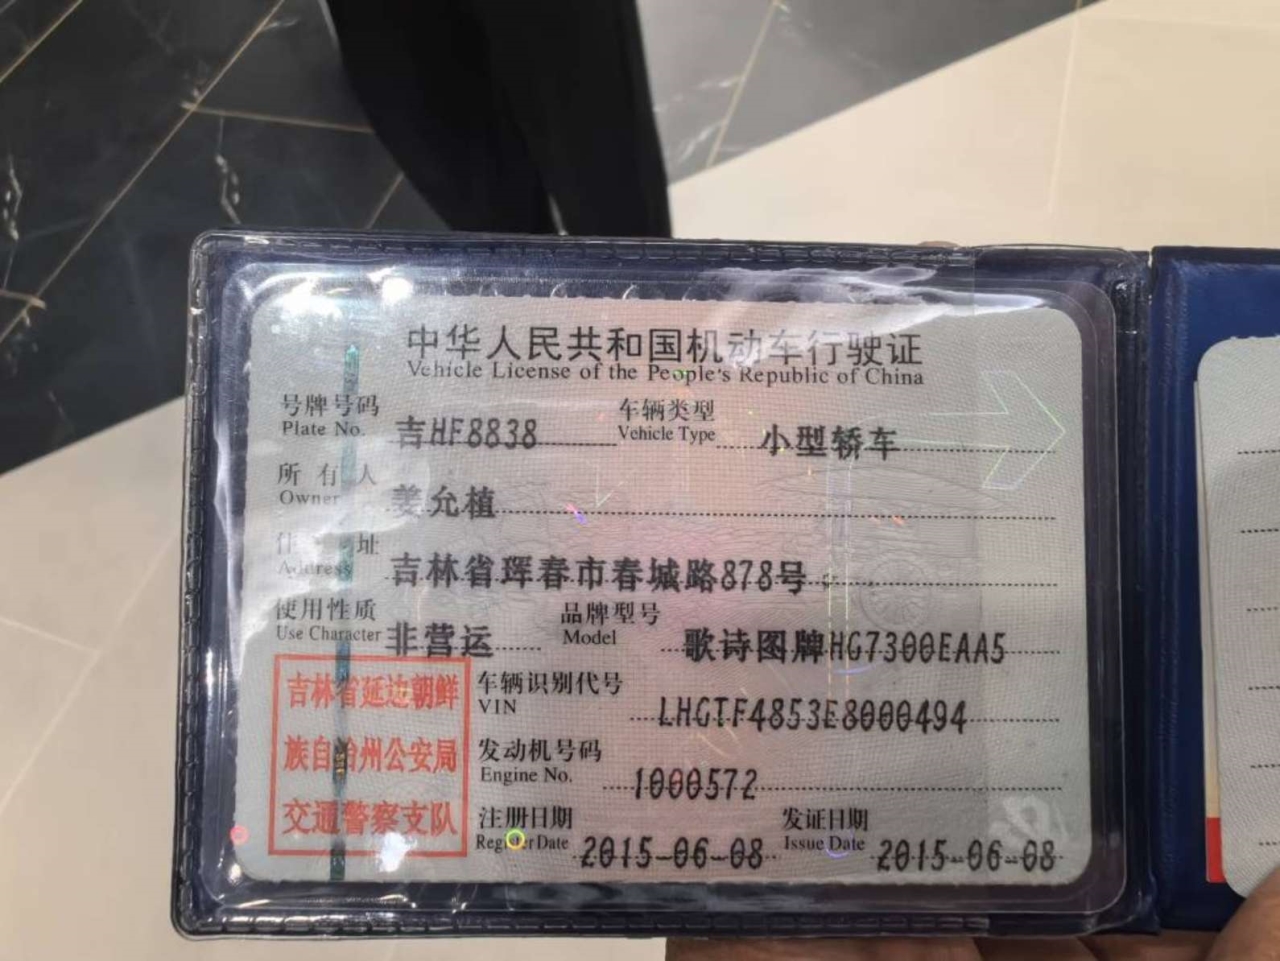 中华人民共和国机动车行驶证
Vehicle License of the People's Republic of China
号牌号码 吉HF8838 车辆类型 小型轿车
Plate No. Vehicle Type
所有人 姜允植
Owner
住址 吉林省珲春市春城路878号
Address
使用性质 非营运 品牌型号 歌诗图牌HG7300EAA5
Use Character Model
车辆识别代号 LHGTF4853E8000494
VIN
发动机号码 1000572
Engine No.
注册日期 2015-06-08 发证日期 2015-06-08
Register Date Issue Date
吉林省延边朝鲜
族自治州公安局
交通警察支队